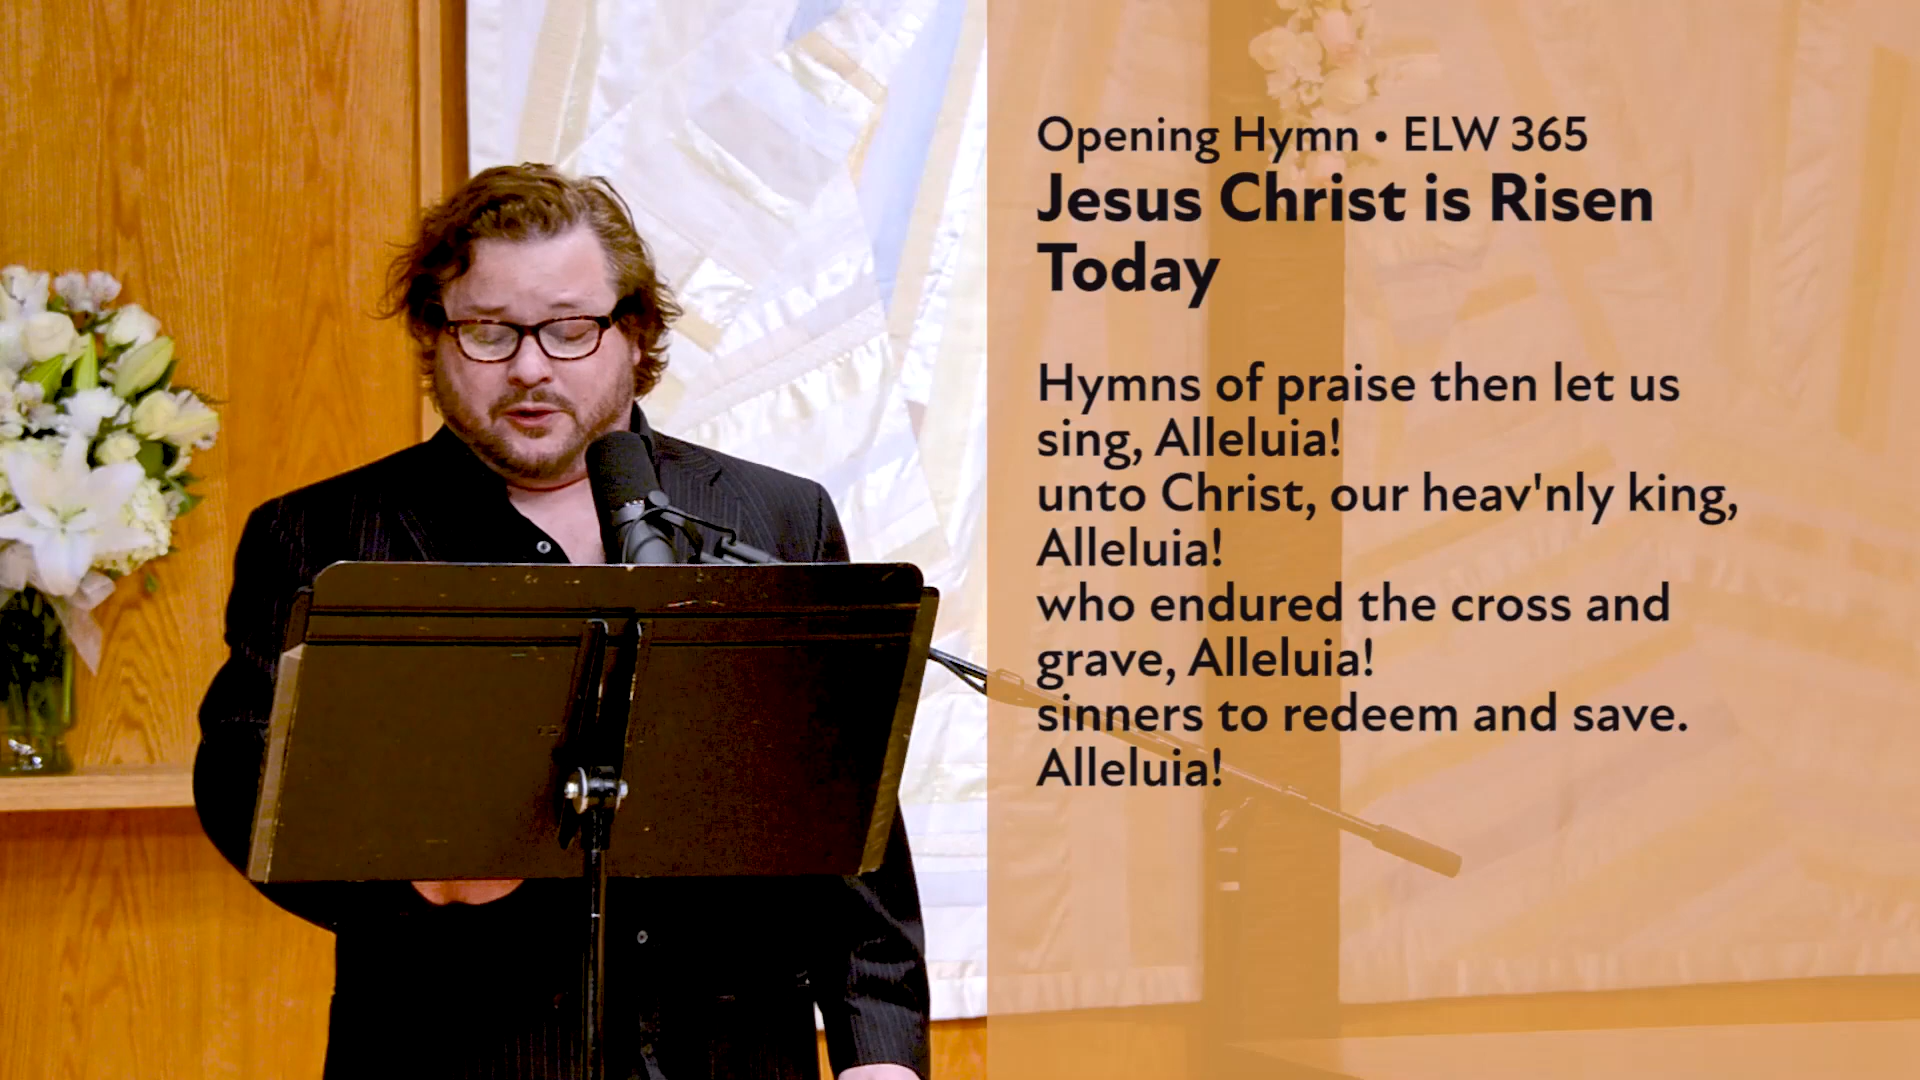 Opening Hymn • ELW 365
Jesus Christ is Risen
Today
Hymns of praise then let us
sing, Alleluia!
unto Christ, our heav'nly king,
Alleluia!
who endured the cross and
grave, Alleluia!
sinners to redeem and save.
Alleluia!